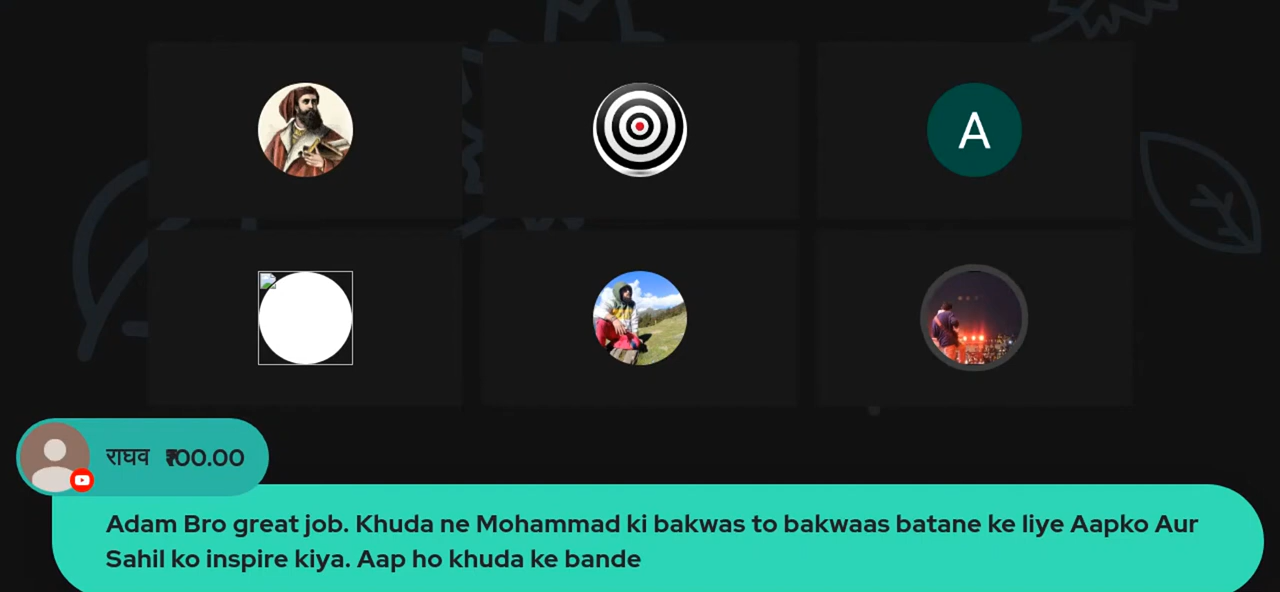 A
राघव ₹100.00
Adam Bro great job. Khuda ne Mohammad ki bakwas to bakwaas batane ke liye Aapko Aur
Sahil ko inspire kiya. Aap ho khuda ke bande